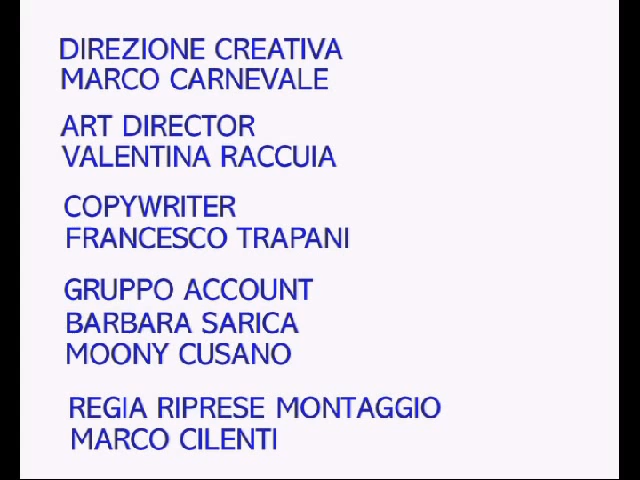 DIREZIONE CREATIVA
MARCO CARNEVALE
ART DIRECTOR
VALENTINA RACCUIA
COPYWRITER
FRANCESCO TRAPANI
GRUPPO ACCOUNT
BARBARA SARICA
MOONY CUSANO
REGIA RIPRESE MONTAGGIO
MARCO CILENTI